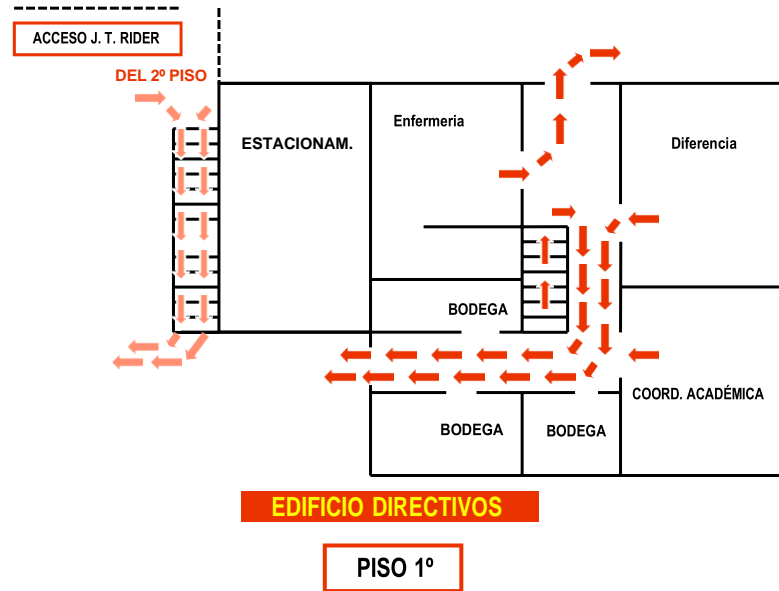 ACCESO J. T. RIDER
DEL 2º PISO
ESTACIONAM.
Enfermeria
Diferencia
BODEGA
COORD. ACADÉMICA
BODEGA
BODEGA
EDIFICIO DIRECTIVOS
PISO 1º